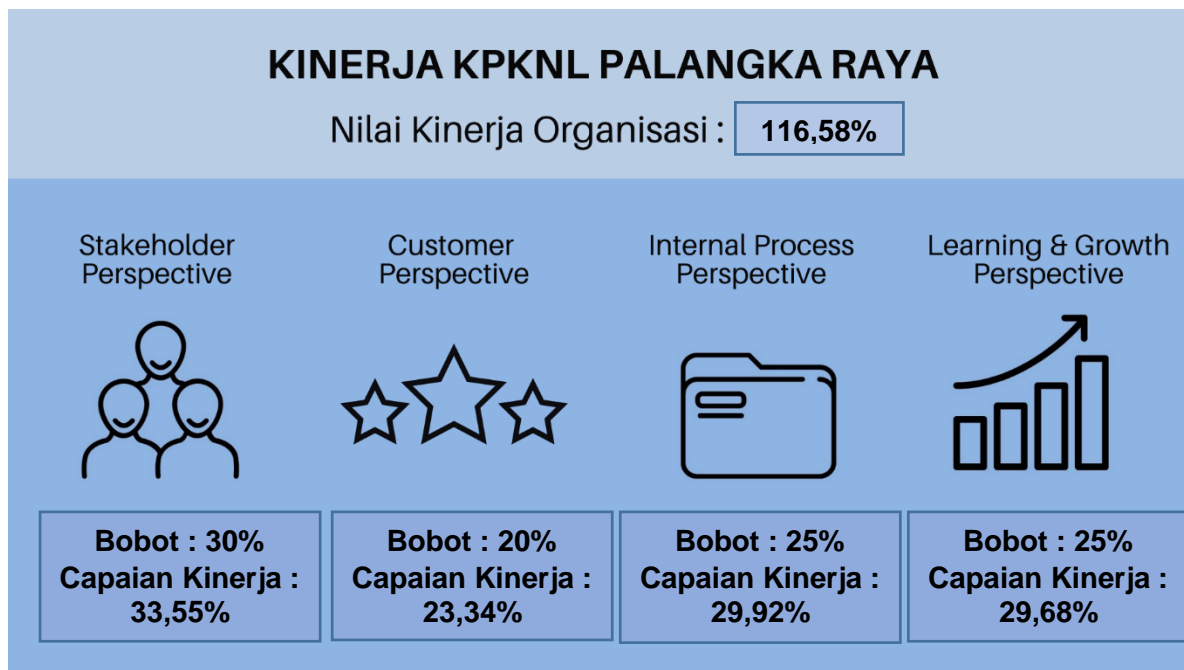 KINERJA KPKNL PALANGKA RAYA
Nilai Kinerja Organisasi : 116,58%
Stakeholder
Perspective
Customer
Perspective
Internal Process
Perspective
Learning & Growth
Perspective
Bobot : 30%
Capaian Kinerja :
33,55%
Bobot : 20%
Capaian Kinerja :
23,34%
Bobot : 25%
Capaian Kinerja :
29,92%
Bobot : 25%
Capaian Kinerja :
29,68%